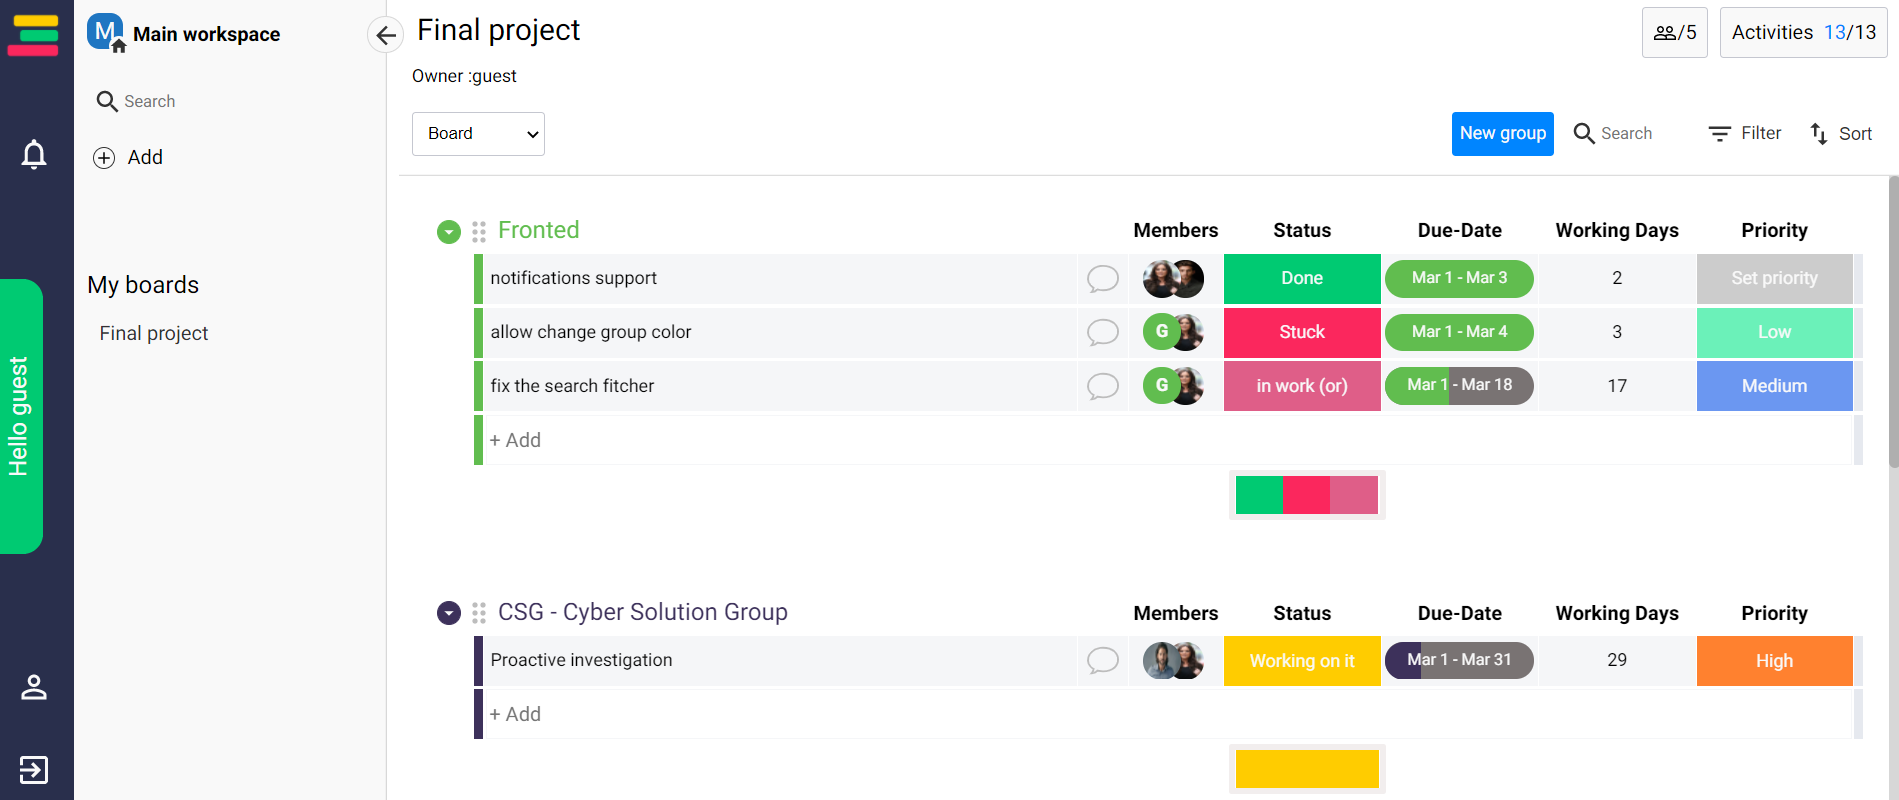 M Main workspace
Search
Add
My boards
Final project
Hello guest
Final project
/5
Activities 13/13
Owner :guest
Board
New group
Search
Filter
Sort
Fronted Members Status Due-Date Working Days Priority
notifications support Done Mar 1 - Mar 3 2 Set priority
allow change group color G Stuck Mar 1 - Mar 4 3 Low
fix the search fitcher G in work (or) Mar 1 - Mar 18 17 Medium
+ Add
CSG - Cyber Solution Group Members Status Due-Date Working Days Priority
Proactive investigation Working on it Mar 1 - Mar 31 29 High
+ Add